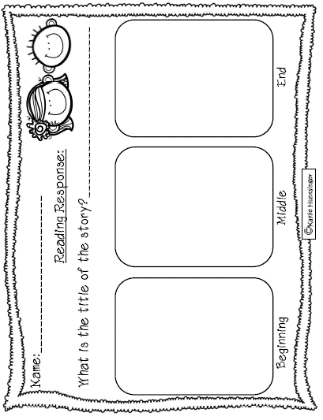 Name:
Reading Response:
What is the title of the story?
Beginning
Middle
End